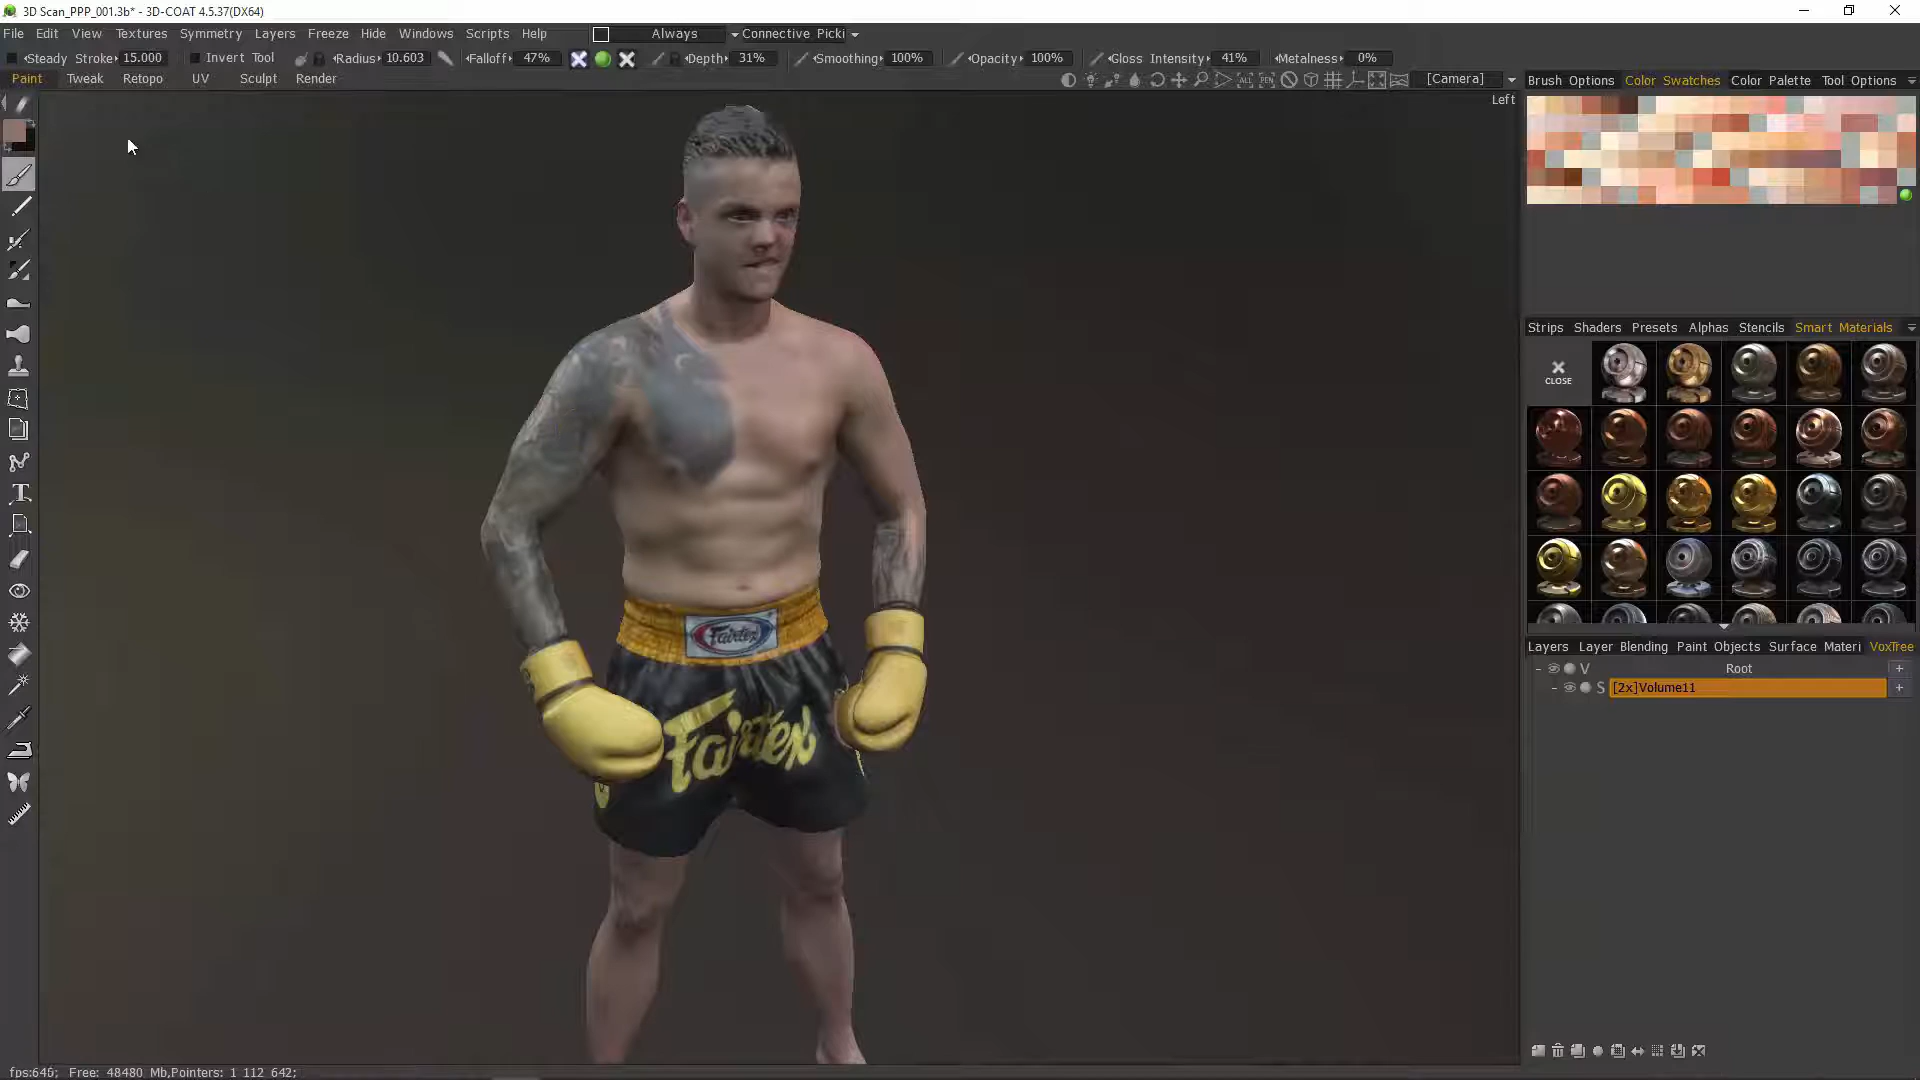 3D Scan_PPP_001.3b* - 3D-COAT 4.5.37(DX64)
File Edit View Textures Symmetry Layers Freeze Hide Windows Scripts Help Always Connective Picki
Steady Stroke 15.000 Invert Tool Radius 10.603 Falloff 47% Depth 31% Smoothing 100% Opacity 100% Gloss Intensity 41% Metalness 0%
Paint Tweak Retopo UV Sculpt Render [Camera] Brush Options Color Swatches Color Palette Tool Options
Left
Strips Shaders Presets Alphas Stencils Smart Materials
CLOSE
Fairtex
Fairtex
Layers Layer Blending Paint Objects Surface Materi VoxTree
V Root
S [2x]Volume11
fps:646; Free: 48480 Mb,Pointers: 1 112 642;